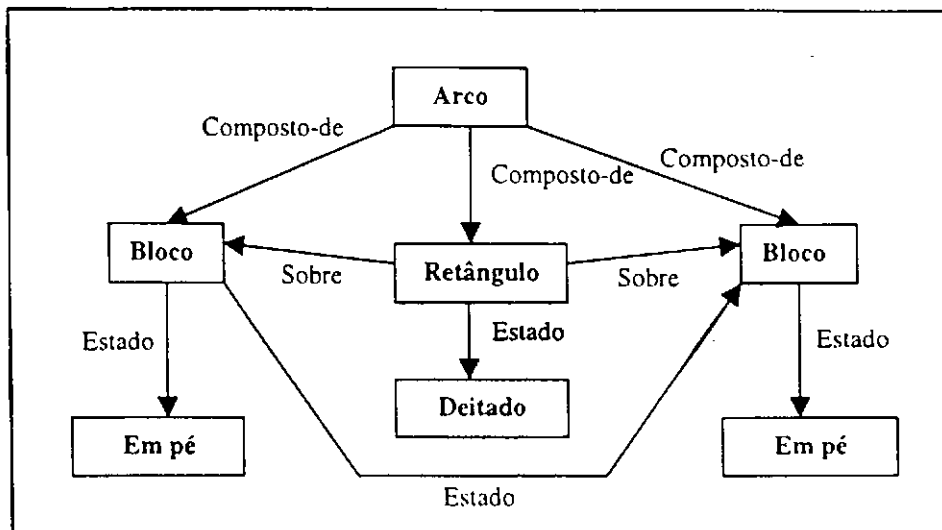 Arco
Composto-de
Composto-de
Composto-de
Bloco
Sobre
Retângulo
Sobre
Bloco
Estado
Estado
Estado
Deitado
Em pé
Em pé
Estado